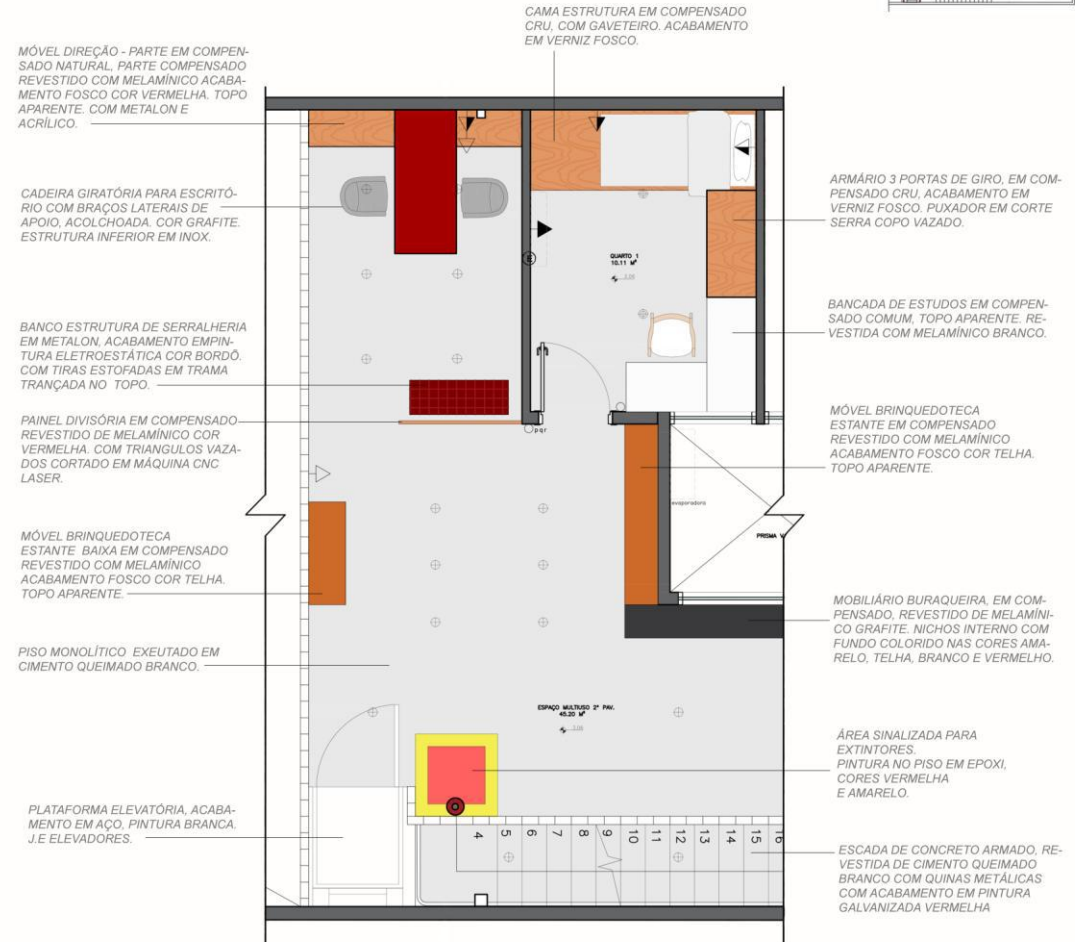 CAMA ESTRUTURA EM COMPENSADO
CRU, COM GAVETEIRO. ACABAMENTO
EM VERNIZ FOSCO.
MÓVEL DIREÇÃO - PARTE EM COMPEN-
SADO NATURAL, PARTE COMPENSADO
REVESTIDO COM MELAMÍNICO ACABA-
MENTO FOSCO COR VERMELHA. TOPO
APARENTE. COM METALON E
ACRÍLICO.
CADEIRA GIRATÓRIA PARA ESCRITÓ-
RIO COM BRAÇOS LATERAIS DE
APOIO, ACOLCHOADA. COR GRAFITE.
ESTRUTURA INFERIOR EM INOX.
BANCO ESTRUTURA DE SERRALHERIA
EM METALON, ACABAMENTO EMPIN-
TURA ELETROESTÁTICA COR BORDÔ.
COM TIRAS ESTOFADAS EM TRAMA
TRANÇADA NO TOPO.
PAINEL DIVISÓRIA EM COMPENSADO
REVESTIDO DE MELAMÍNICO COR
VERMELHA. COM TRIANGULOS VAZA-
DOS CORTADO EM MÁQUINA CNC
LASER.
MÓVEL BRINQUEDOTECA
ESTANTE BAIXA EM COMPENSADO
REVESTIDO COM MELAMÍNICO
ACABAMENTO FOSCO COR TELHA.
TOPO APARENTE.
PISO MONOLÍTICO EXEUTADO EM
CIMENTO QUEIMADO BRANCO.
PLATAFORMA ELEVATÓRIA, ACABA-
MENTO EM AÇO, PINTURA BRANCA.
J.E ELEVADORES.
QUARTO 1
10.11 M²
pqr
evaporadora
PRISMA V
ESPAÇO MULTIUSO 2° PAV.
45.20 M²
4 5 6 7 8 9 10 11 12 13 14 15 16
ARMÁRIO 3 PORTAS DE GIRO, EM COM-
PENSADO CRU, ACABAMENTO EM
VERNIZ FOSCO. PUXADOR EM CORTE
SERRA COPO VAZADO.
BANCADA DE ESTUDOS EM COMPEN-
SADO COMUM, TOPO APARENTE. RE-
VESTIDA COM MELAMÍNICO BRANCO.
MÓVEL BRINQUEDOTECA
ESTANTE EM COMPENSADO
REVESTIDO COM MELAMÍNICO
ACABAMENTO FOSCO COR TELHA.
TOPO APARENTE.
MOBILIÁRIO BURAQUEIRA, EM COM-
PENSADO, REVESTIDO DE MELAMÍNI-
CO GRAFITE. NICHOS INTERNO COM
FUNDO COLORIDO NAS CORES AMA-
RELO, TELHA, BRANCO E VERMELHO.
ÁREA SINALIZADA PARA
EXTINTORES.
PINTURA NO PISO EM EPOXI,
CORES VERMELHA
E AMARELO.
ESCADA DE CONCRETO ARMADO, RE-
VESTIDA DE CIMENTO QUEIMADO
BRANCO COM QUINAS METÁLICAS
COM ACABAMENTO EM PINTURA
GALVANIZADA VERMELHA